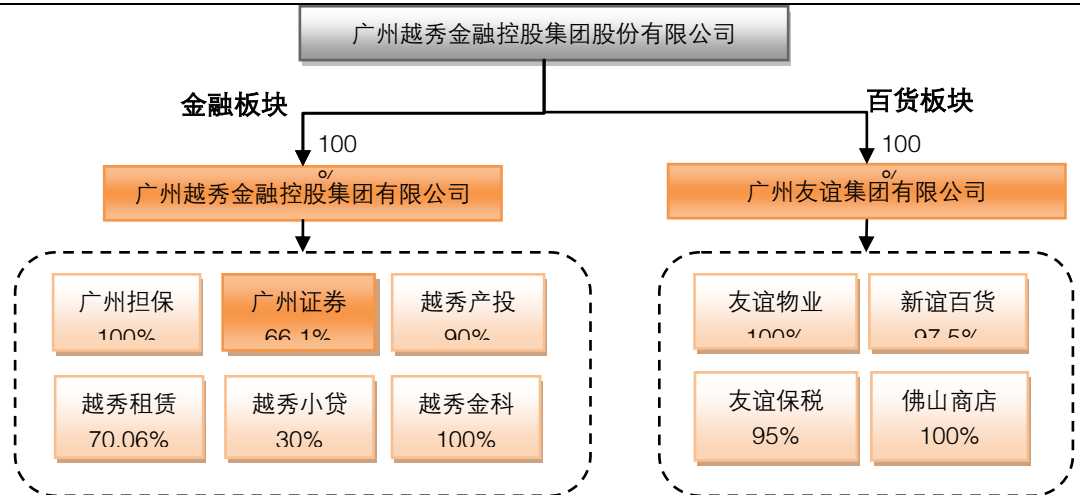 广州越秀金融控股集团股份有限公司
金融板块
百货板块
100
%
100
%
广州越秀金融控股集团有限公司
广州友谊集团有限公司
广州担保
100%
广州证券
66.1%
越秀产投
90%
友谊物业
100%
新谊百货
97.5%
越秀租赁
70.06%
越秀小贷
30%
越秀金科
100%
友谊保税
95%
佛山商店
100%